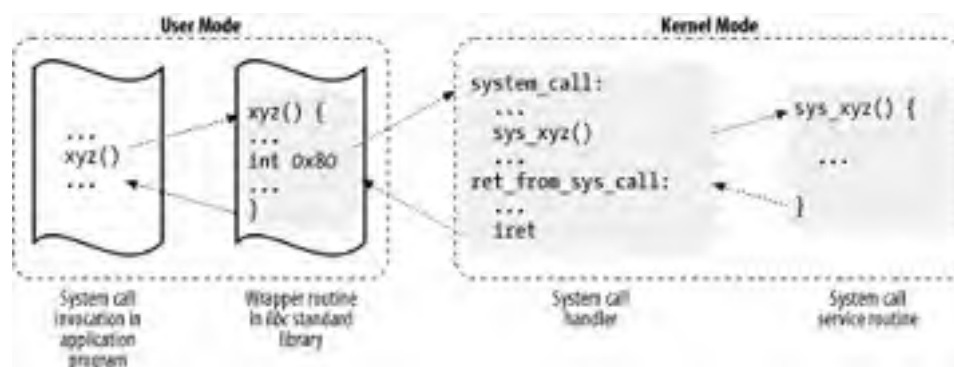 User Mode
Kernel Mode
...
xyz()
...
xyz() {
...
int 0x80
...
}
system_call:
...
sys_xyz()
...
ret_from_sys_call:
...
iret
sys_xyz() {
...
}
System call
invocation in
application
program
Wrapper routine
in libc standard
library
System call
handler
System call
service routine